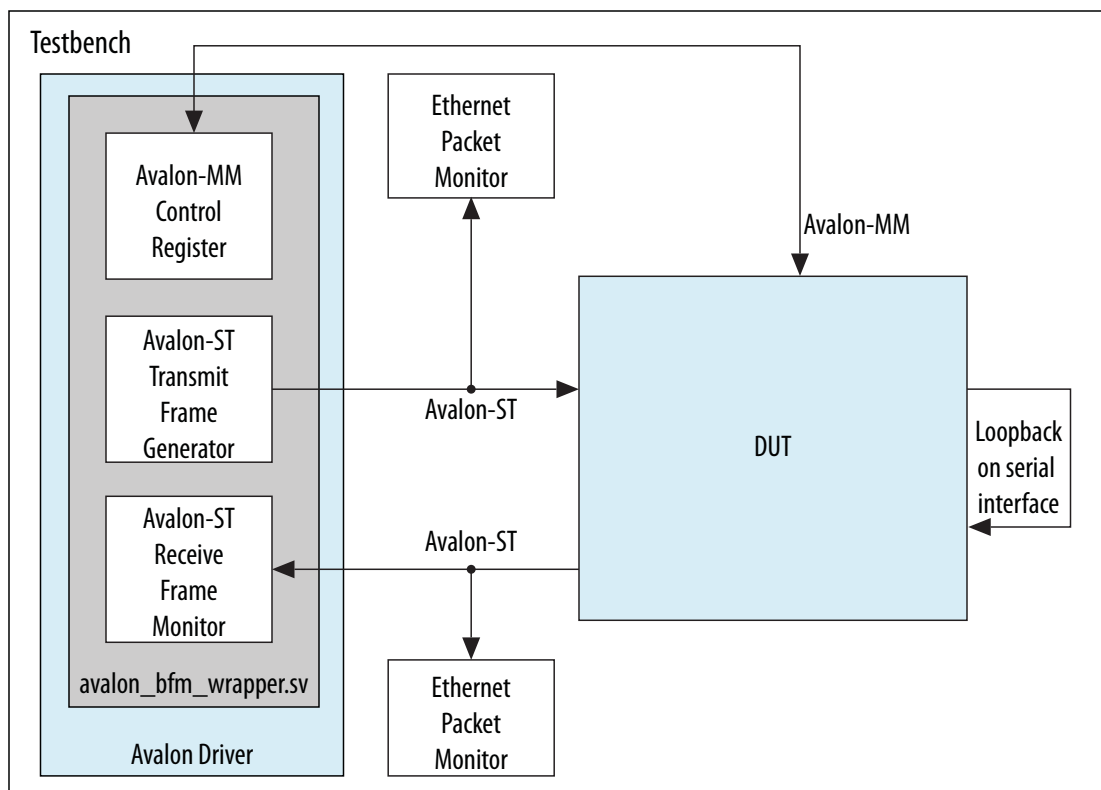 Testbench
Avalon-MM
Control
Register
Avalon-ST
Transmit
Frame
Generator
Avalon-ST
Receive
Frame
Monitor
avalon_bfm_wrapper.sv
Avalon Driver
Ethernet
Packet
Monitor
Avalon-MM
Avalon-ST
DUT
Loopback
on serial
interface
Avalon-ST
Ethernet
Packet
Monitor